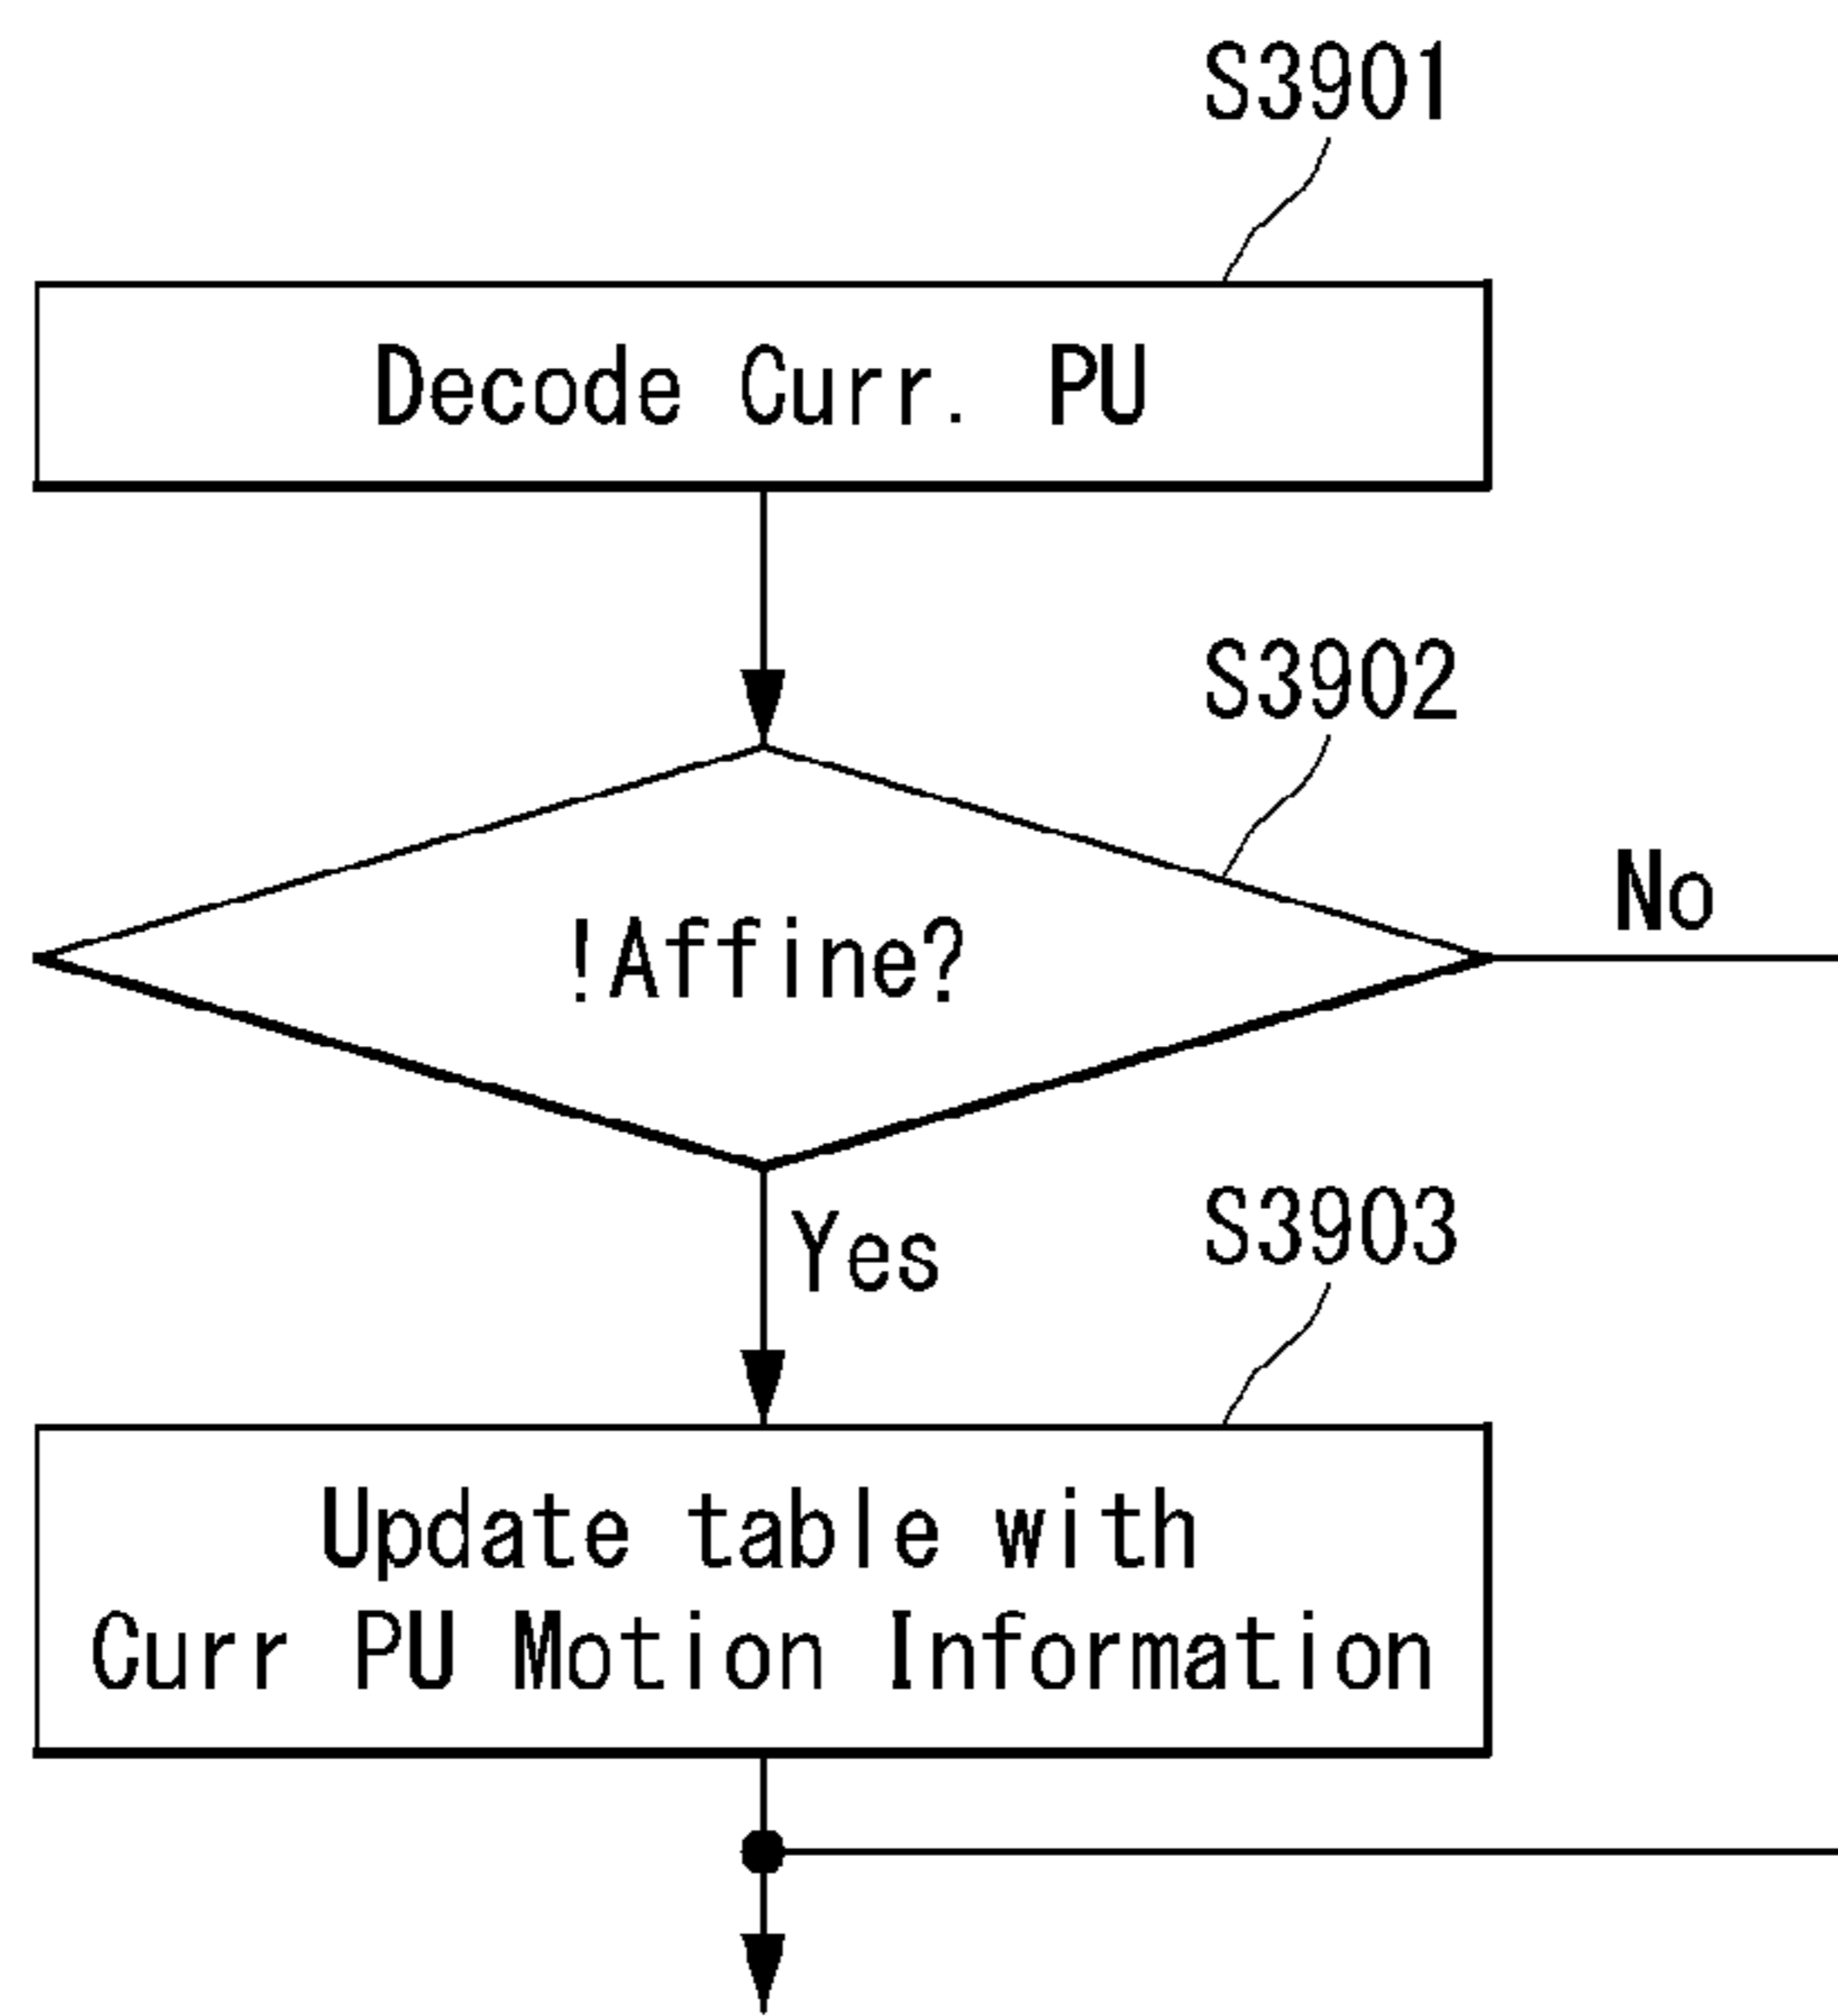 S3901
Decode Curr. PU
S3902
!Affine?
No
Yes
S3903
Update table with
Curr PU Motion Information